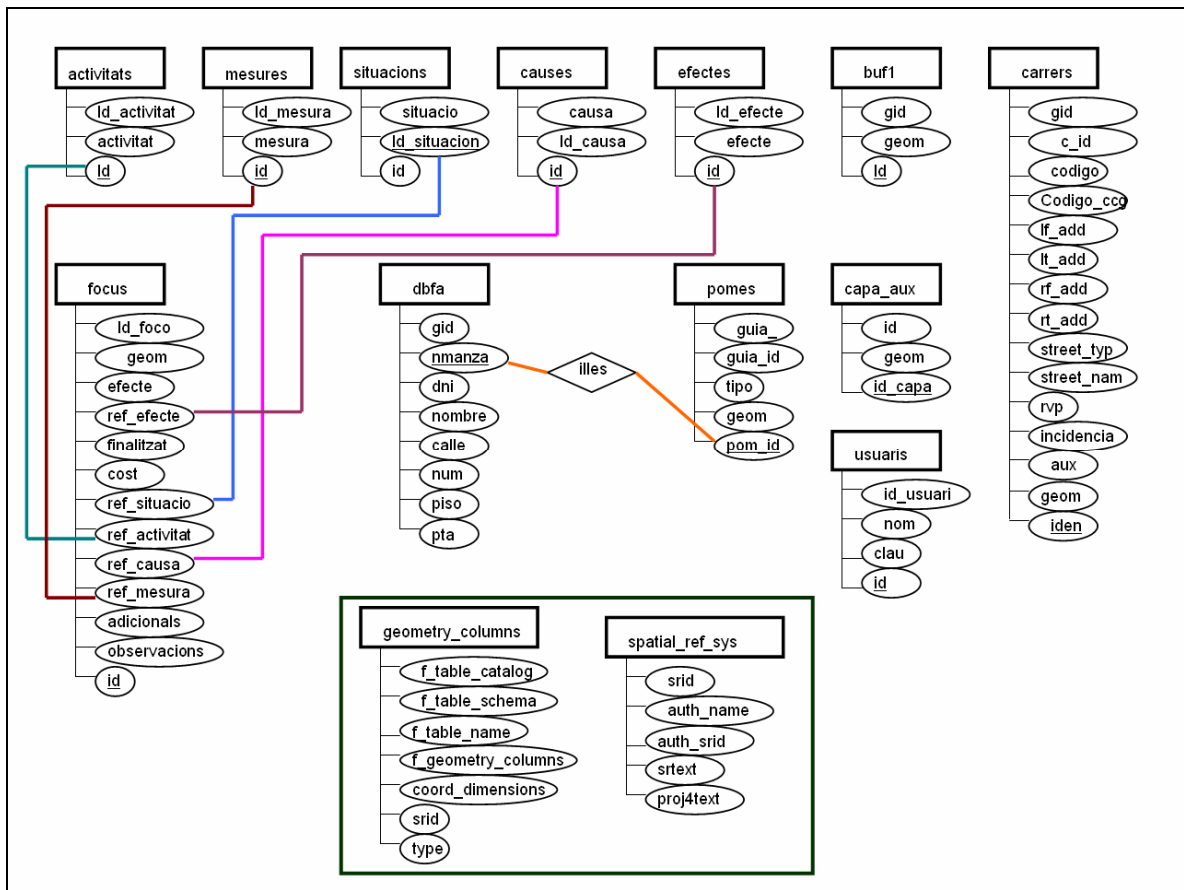 activitats
Id_activitat
activitat
Id
mesures
Id_mesura
mesura
id
situacions
situacio
Id_situacion
id
causes
causa
Id_causa
id
efectes
Id_efecte
efecte
id
buf1
gid
geom
Id
carrers
gid
c_id
codigo
Codigo_ccg
lf_add
lt_add
rf_add
rt_add
street_typ
street_nam
rvp
incidencia
aux
geom
iden
focus
Id_foco
geom
efecte
ref_efecte
finalitzat
cost
ref_situacio
ref_activitat
ref_causa
ref_mesura
adicionals
observacions
id
dbfa
gid
nmanza
dni
nombre
calle
num
piso
pta
illes
pomes
guia_
guia_id
tipo
geom
pom_id
capa_aux
id
geom
id_capa
usuaris
id_usuari
nom
clau
id
geometry_columns
f_table_catalog
f_table_schema
f_table_name
f_geometry_columns
coord_dimensions
srid
type
spatial_ref_sys
srid
auth_name
auth_srid
srtext
proj4text